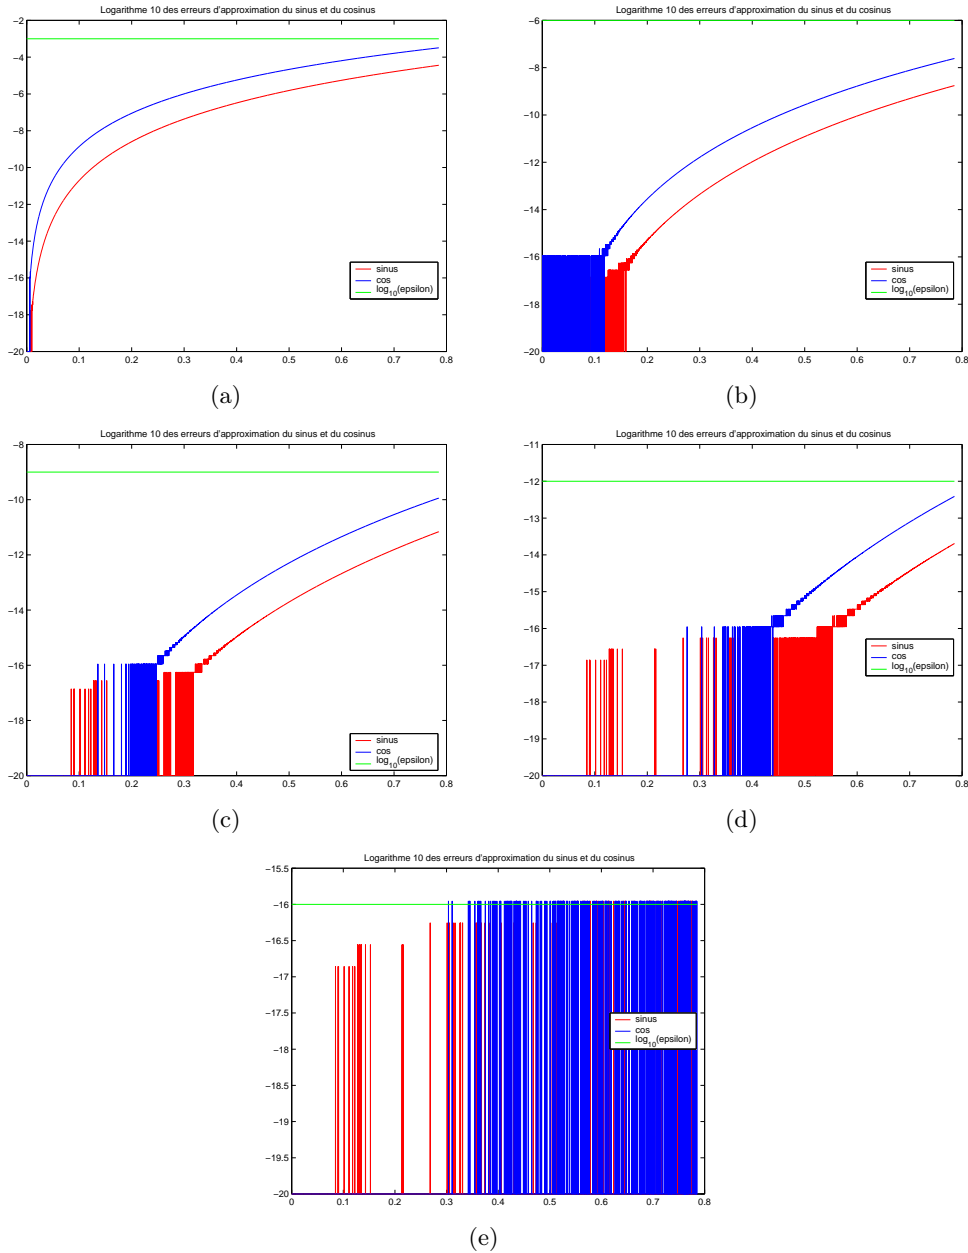 Logarithme 10 des erreurs d'approximation du sinus et du cosinus
−2
−4
−6
−8
−10
−12
−14
−16
−18
−20
0 0.1 0.2 0.3 0.4 0.5 0.6 0.7 0.8
sinus
cos
log10(epsilon)
(a)
Logarithme 10 des erreurs d'approximation du sinus et du cosinus
−6
−8
−10
−12
−14
−16
−18
−20
0 0.1 0.2 0.3 0.4 0.5 0.6 0.7 0.8
sinus
cos
log10(epsilon)
(b)
Logarithme 10 des erreurs d'approximation du sinus et du cosinus
−8
−10
−12
−14
−16
−18
−20
0 0.1 0.2 0.3 0.4 0.5 0.6 0.7 0.8
sinus
cos
log10(epsilon)
(c)
Logarithme 10 des erreurs d'approximation du sinus et du cosinus
−11
−12
−13
−14
−15
−16
−17
−18
−19
−20
0 0.1 0.2 0.3 0.4 0.5 0.6 0.7 0.8
sinus
cos
log10(epsilon)
(d)
Logarithme 10 des erreurs d'approximation du sinus et du cosinus
−15.5
−16
−16.5
−17
−17.5
−18
−18.5
−19
−19.5
−20
0 0.1 0.2 0.3 0.4 0.5 0.6 0.7 0.8
sinus
cos
log10(epsilon)
(e)